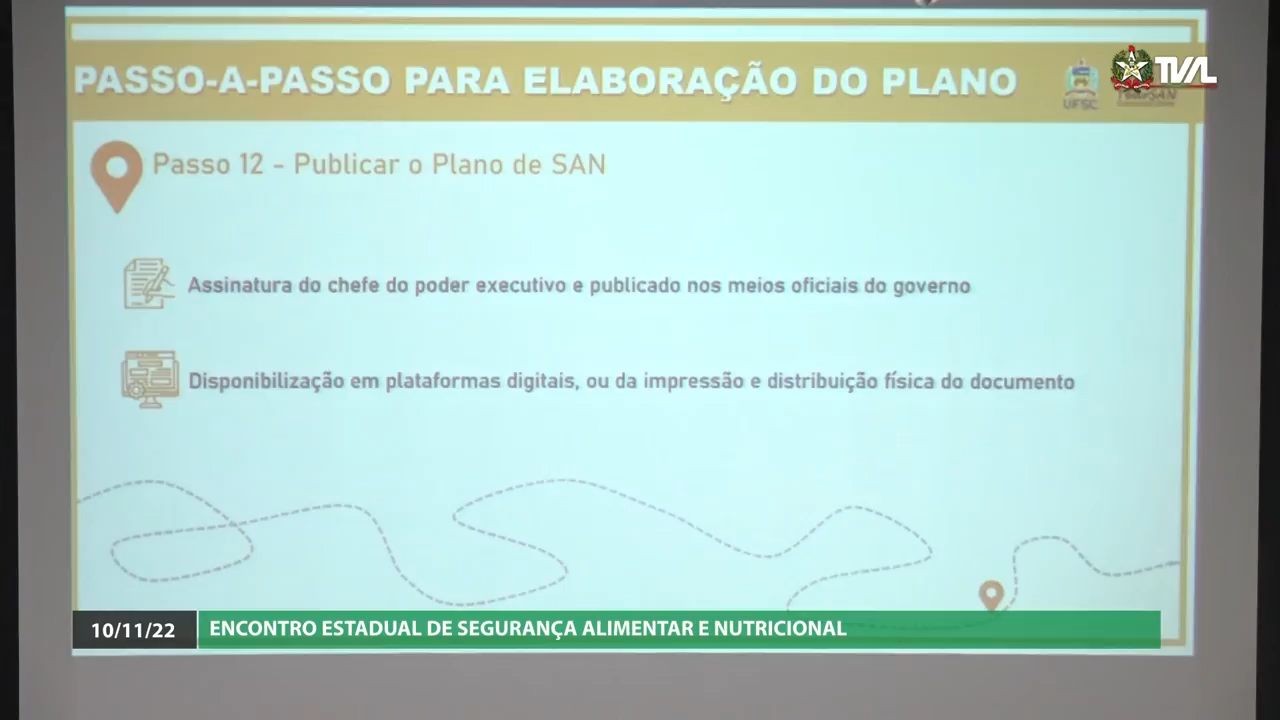 PASSO-A-PASSO PARA ELABORAÇÃO DO PLANO
UFSC
TVAL
Passo 12 - Publicar o Plano de SAN
Assinatura do chefe do poder executivo e publicado nos meios oficiais do governo
Disponibilização em plataformas digitais, ou da impressão e distribuição física do documento
10/11/22
ENCONTRO ESTADUAL DE SEGURANÇA ALIMENTAR E NUTRICIONAL